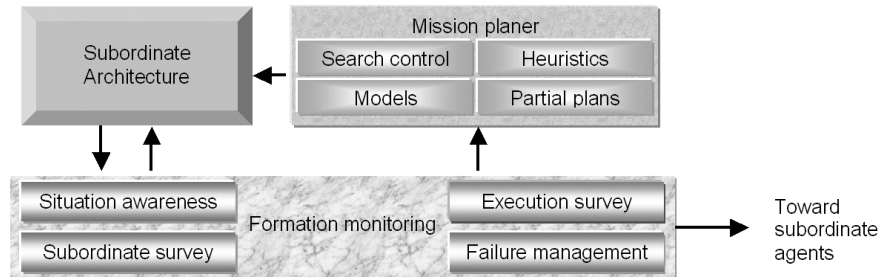 Subordinate
Architecture
Mission planer
Search control
Heuristics
Models
Partial plans
Situation awareness
Subordinate survey
Formation monitoring
Execution survey
Failure management
Toward
subordinate
agents